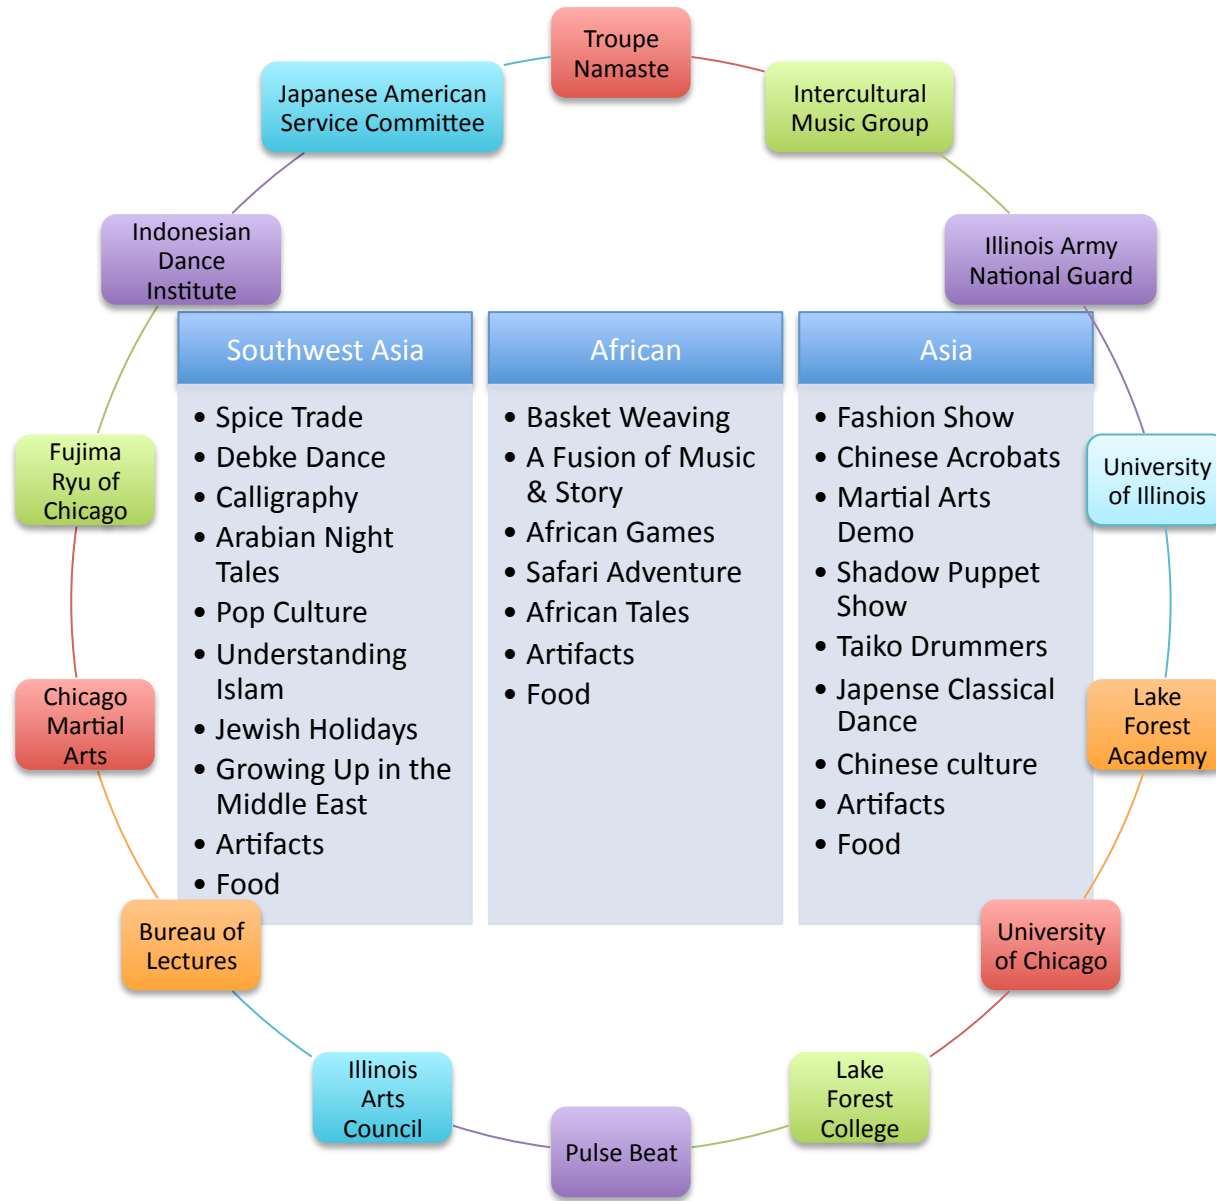 Troupe
Namaste
Intercultural
Music Group
Illinois Army
National Guard
University
of Illinois
Lake
Forest
Academy
University
of Chicago
Lake
Forest
College
Pulse Beat
Illinois
Arts
Council
Bureau of
Lectures
Chicago
Martial
Arts
Fujima
Ryu of
Chicago
Indonesian
Dance
Institute
Japanese American
Service Committee
Southwest Asia
• Spice Trade
• Debke Dance
• Calligraphy
• Arabian Night
Tales
• Pop Culture
• Understanding
Islam
• Jewish Holidays
• Growing Up in the
Middle East
• Artifacts
• Food
African
• Basket Weaving
• A Fusion of Music
& Story
• African Games
• Safari Adventure
• African Tales
• Artifacts
• Food
Asia
• Fashion Show
• Chinese Acrobats
• Martial Arts
Demo
• Shadow Puppet
Show
• Taiko Drummers
• Japense Classical
Dance
• Chinese culture
• Artifacts
• Food